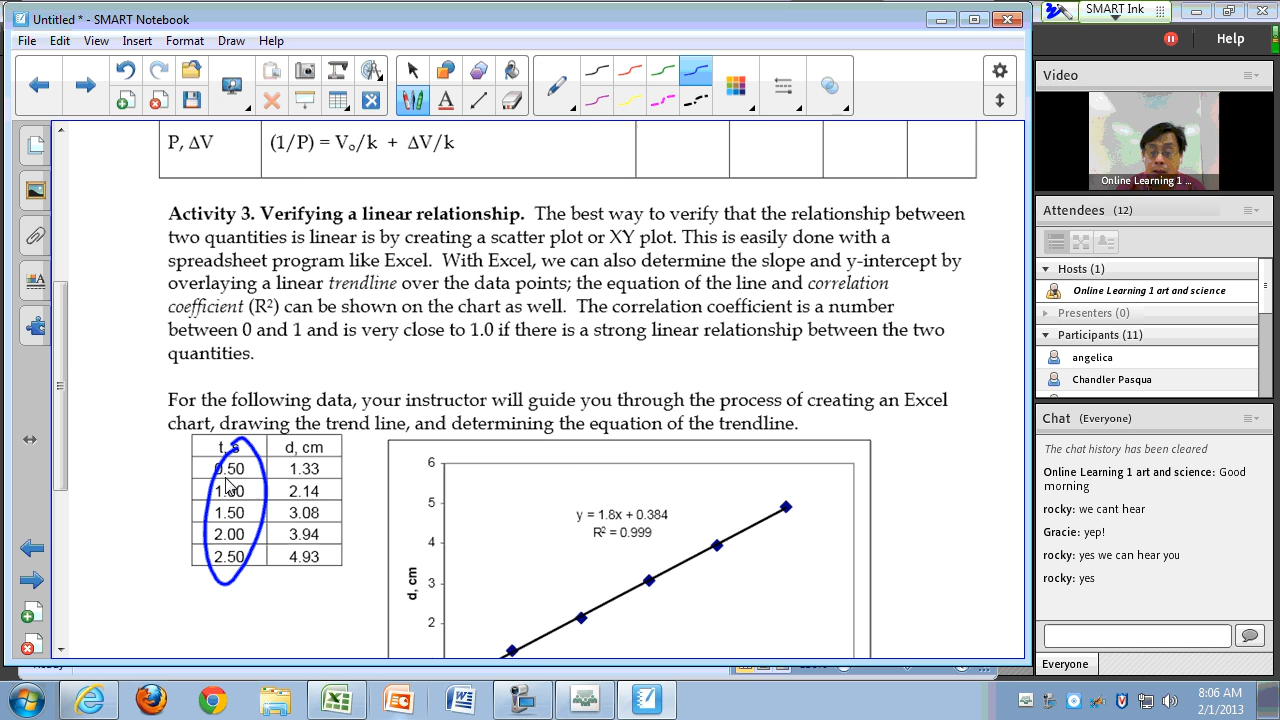 Untitled * - SMART Notebook
SMART Ink
File Edit View Insert Format Draw Help
Help
Video
Online Learning 1 ...
P, ΔV
(1/P) = Vo/k + ΔV/k
Activity 3. Verifying a linear relationship. The best way to verify that the relationship between
two quantities is linear is by creating a scatter plot or XY plot. This is easily done with a
spreadsheet program like Excel. With Excel, we can also determine the slope and y-intercept by
overlaying a linear trendline over the data points; the equation of the line and correlation
coefficient (R²) can be shown on the chart as well. The correlation coefficient is a number
between 0 and 1 and is very close to 1.0 if there is a strong linear relationship between the two
quantities.
For the following data, your instructor will guide you through the process of creating an Excel
chart, drawing the trend line, and determining the equation of the trendline.
t, s d, cm
0.50 1.33
1.00 2.14
1.50 3.08
2.00 3.94
2.50 4.93
6
5
4
3
2
d, cm
y = 1.8x + 0.384
R² = 0.999
Attendees (12)
Hosts (1)
Online Learning 1 art and science
Presenters (0)
Participants (11)
angelica
Chandler Pasqua
Chat (Everyone)
The chat history has been cleared
Online Learning 1 art and science: Good
morning
rocky: we cant hear
Gracie: yep!
rocky: yes we can hear you
rocky: yes
Everyone
8:06 AM
2/1/2013